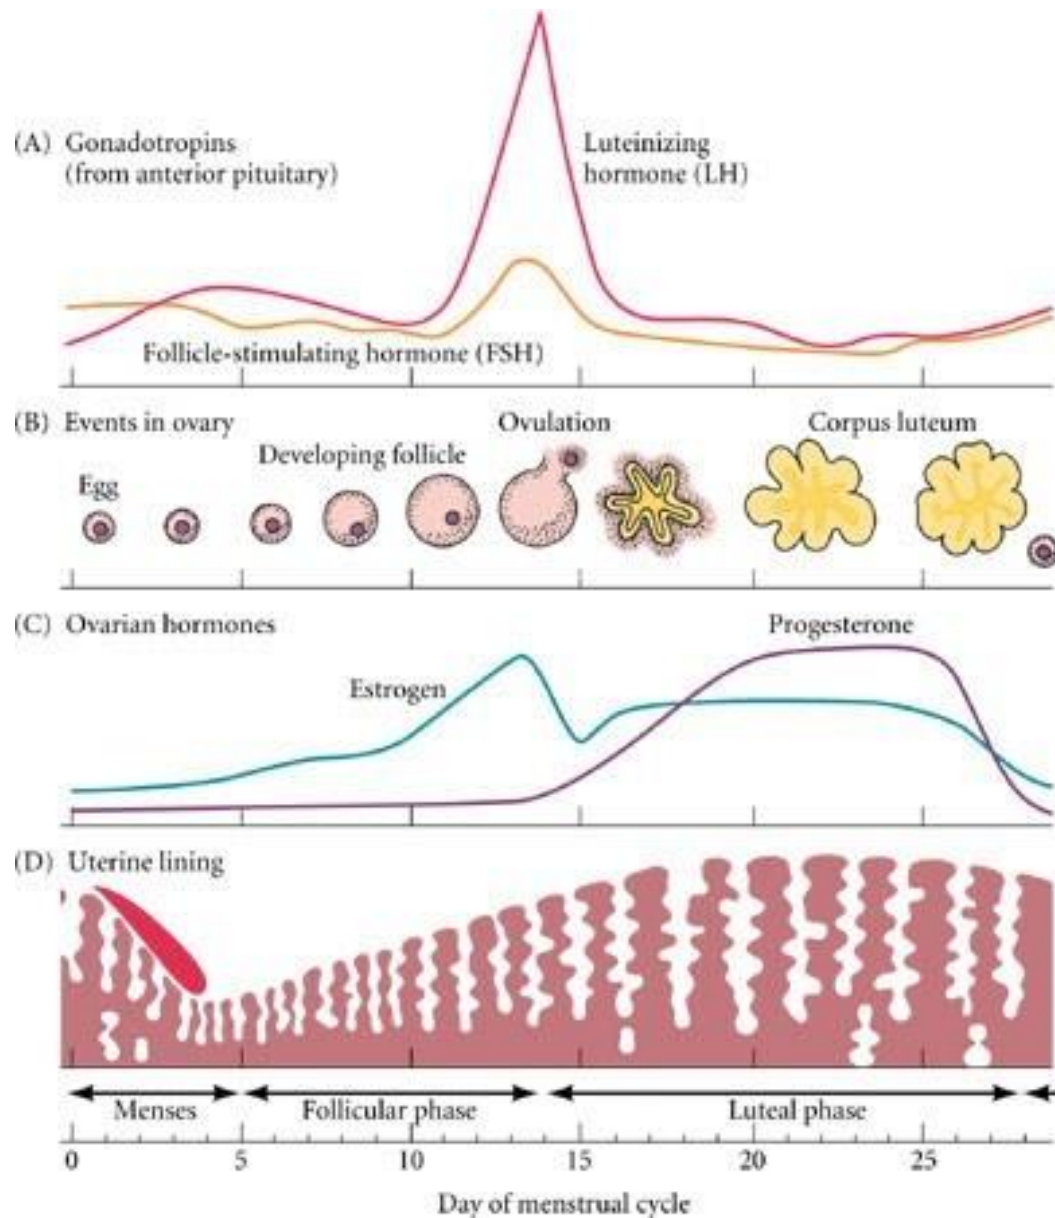 (A) Gonadotropins
(from anterior pituitary)
Luteinizing
hormone (LH)
Follicle-stimulating hormone (FSH)
(B) Events in ovary
Ovulation
Corpus luteum
Developing follicle
Egg
(C) Ovarian hormones
Progesterone
Estrogen
(D) Uterine lining
Menses
Follicular phase
Luteal phase
0 5 10 15 20 25
Day of menstrual cycle